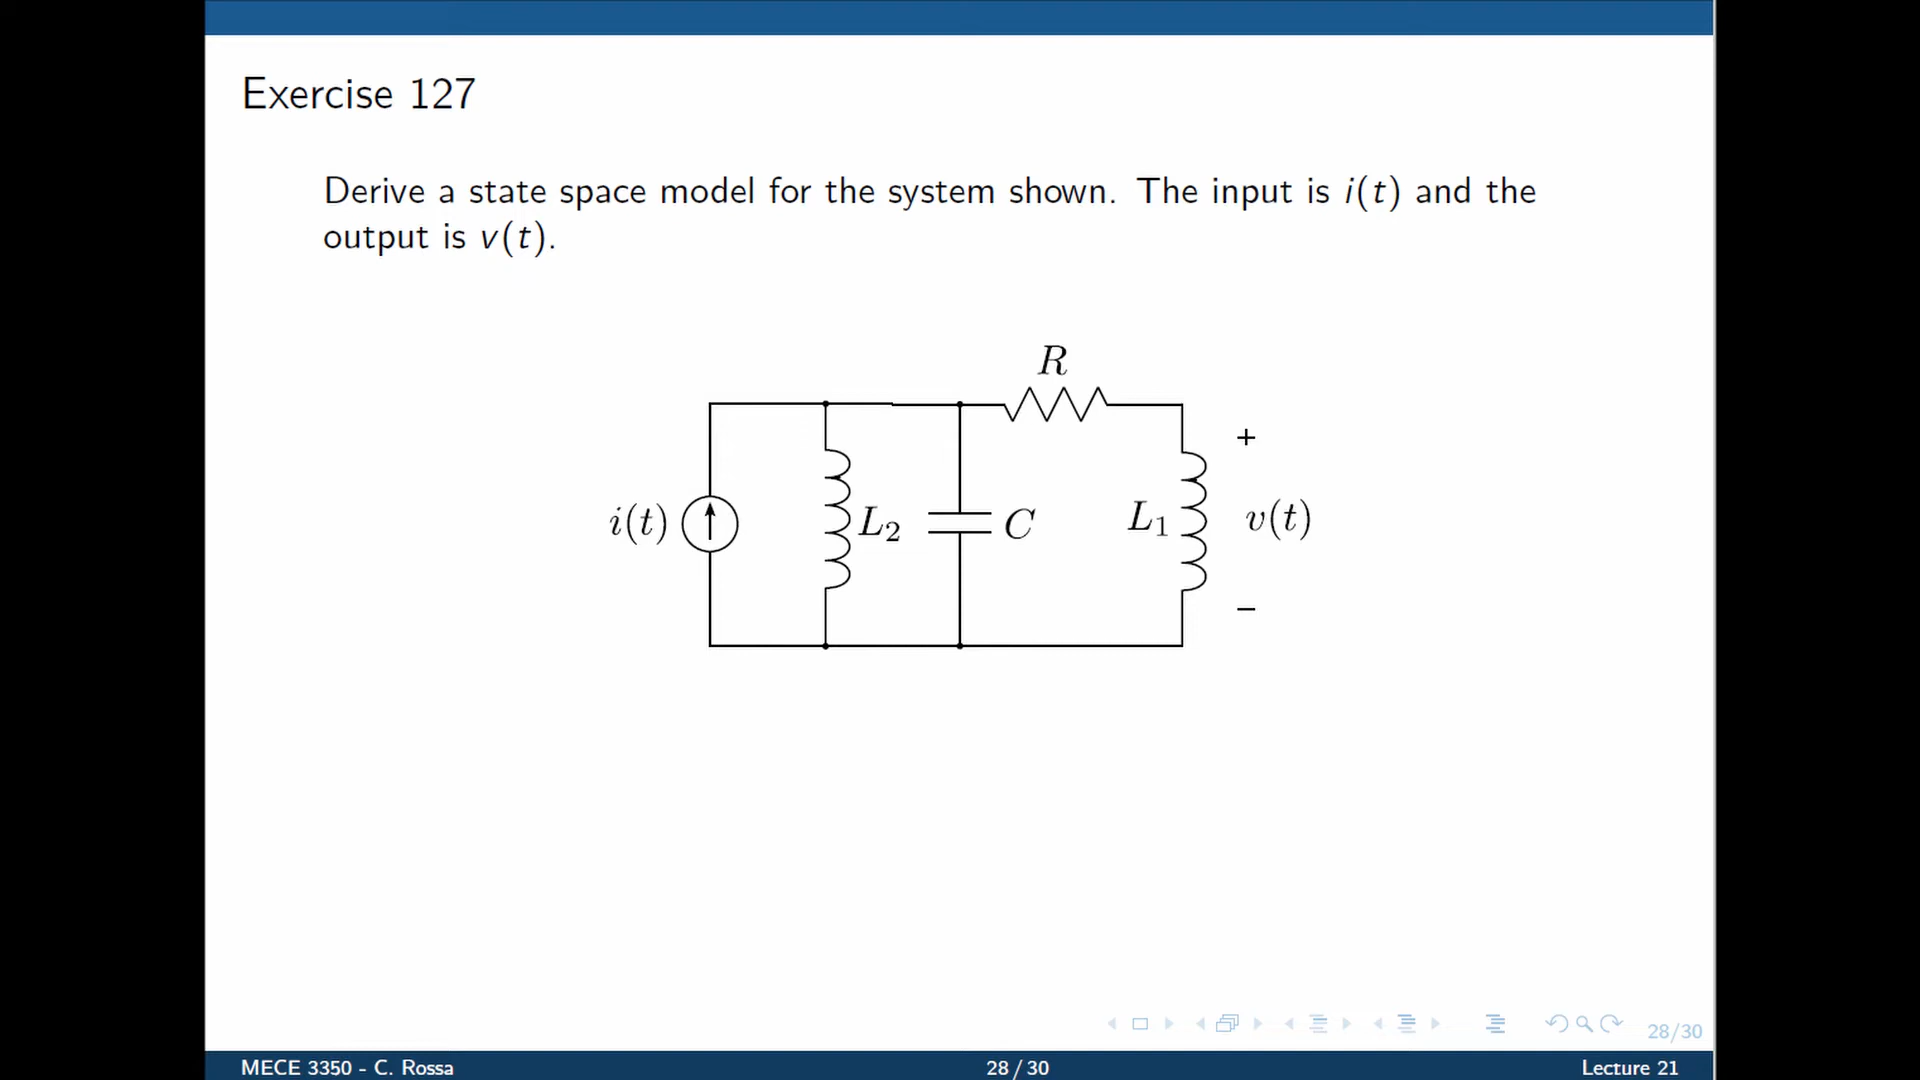 Exercise 127
Derive a state space model for the system shown. The input is i(t) and the
output is v(t).
R
+
i(t)
L₂
C
L₁
v(t)
−
28/30
MECE 3350 - C. Rossa
28 / 30
Lecture 21